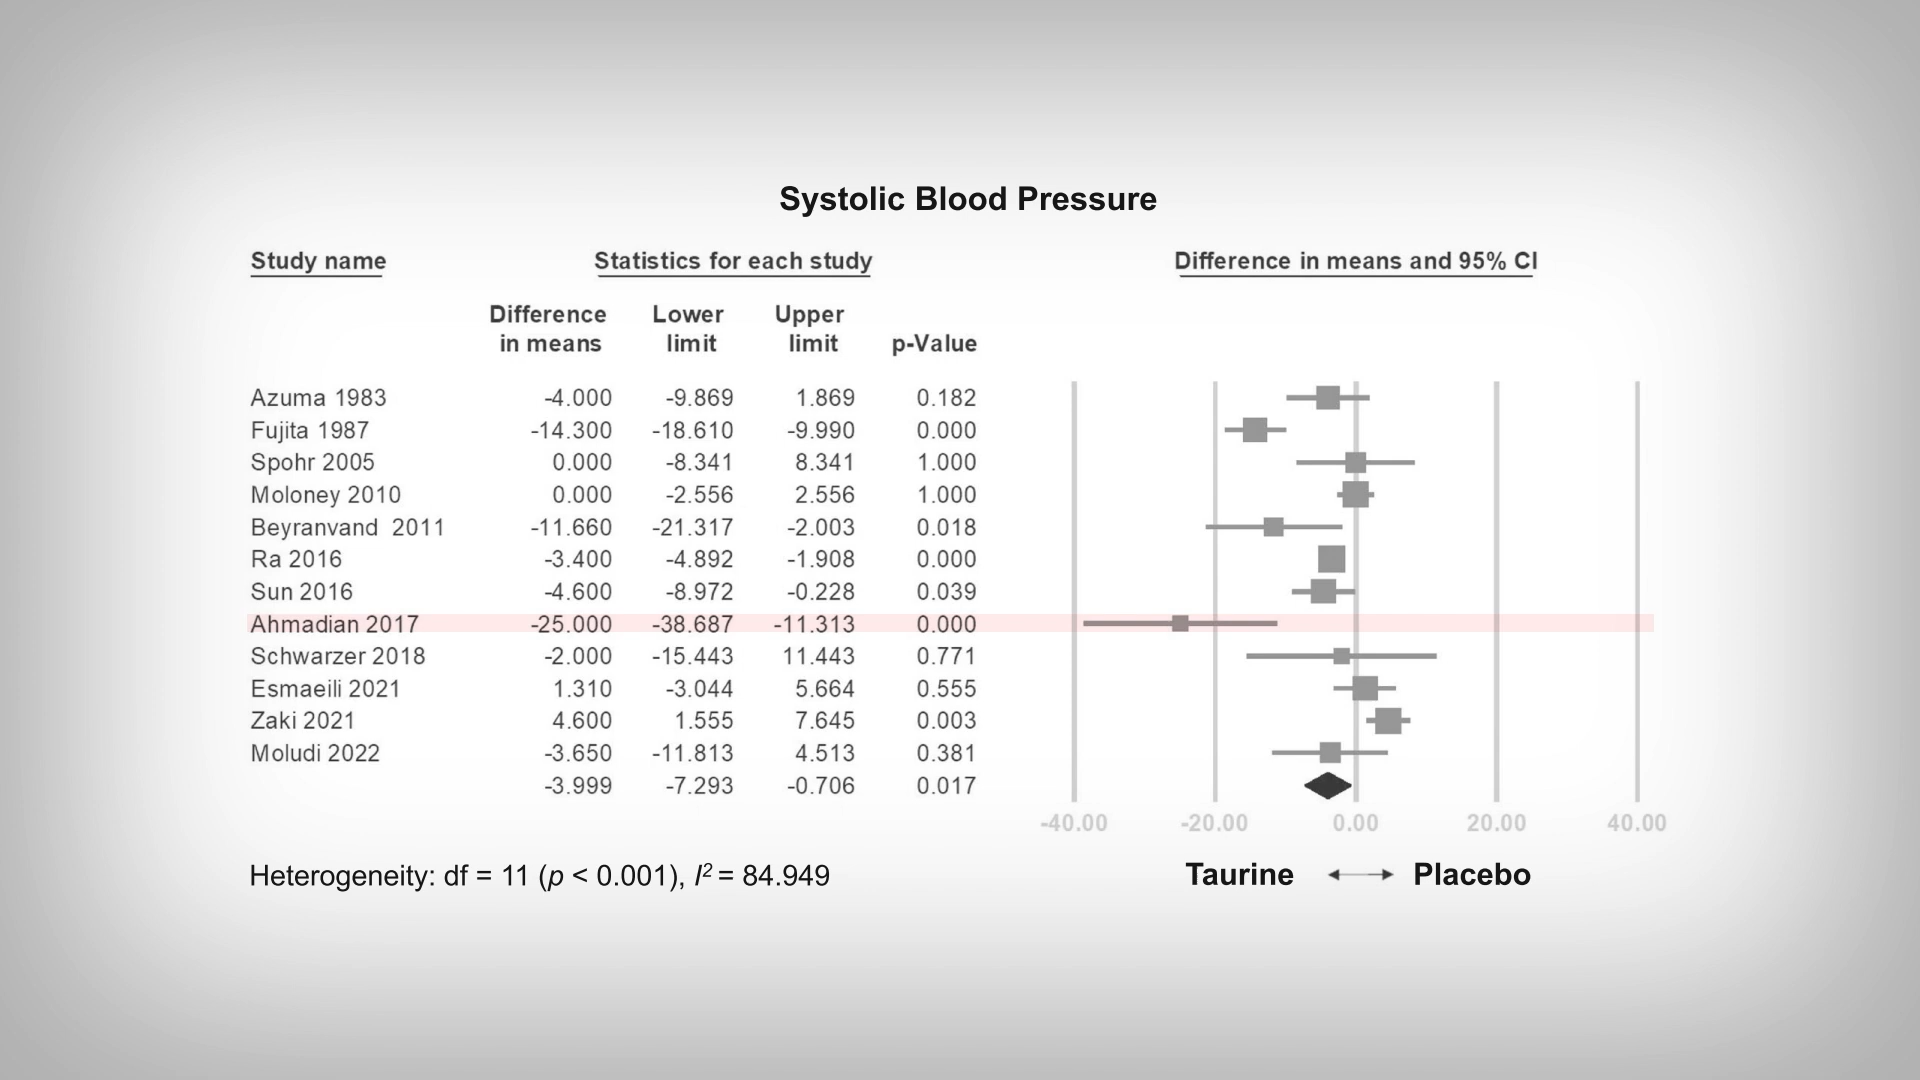 Systolic Blood Pressure
Study name Statistics for each study Difference in means and 95% CI
Difference Lower Upper
in means limit limit p-Value
Azuma 1983 -4.000 -9.869 1.869 0.182
Fujita 1987 -14.300 -18.610 -9.990 0.000
Spohr 2005 0.000 -8.341 8.341 1.000
Moloney 2010 0.000 -2.556 2.556 1.000
Beyranvand 2011 -11.660 -21.317 -2.003 0.018
Ra 2016 -3.400 -4.892 -1.908 0.000
Sun 2016 -4.600 -8.972 -0.228 0.039
Ahmadian 2017 -25.000 -38.687 -11.313 0.000
Schwarzer 2018 -2.000 -15.443 11.443 0.771
Esmaeili 2021 1.310 -3.044 5.664 0.555
Zaki 2021 4.600 1.555 7.645 0.003
Moludi 2022 -3.650 -11.813 4.513 0.381
-3.999 -7.293 -0.706 0.017
-40.00 -20.00 0.00 20.00 40.00
Heterogeneity: df = 11 (p < 0.001), I² = 84.949 Taurine ↔ Placebo